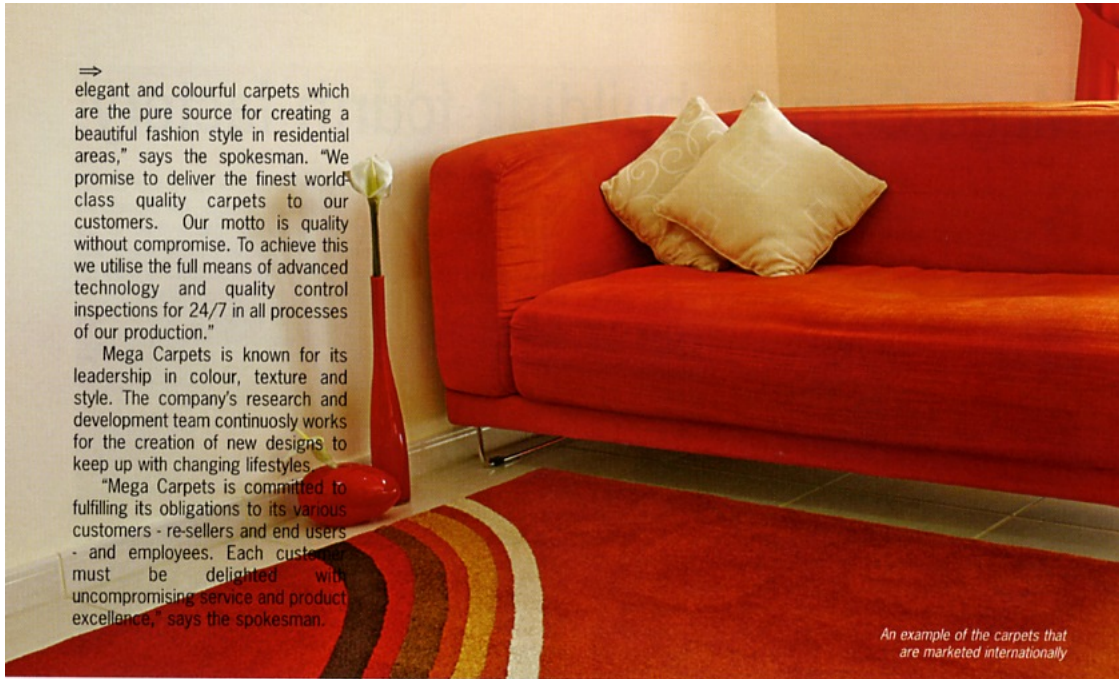 ⇒
elegant and colourful carpets which
are the pure source for creating a
beautiful fashion style in residential
areas,” says the spokesman. “We
promise to deliver the finest world-
class quality carpets to our
customers. Our motto is quality
without compromise. To achieve this
we utilise the full means of advanced
technology and quality control
inspections for 24/7 in all processes
of our production.”
Mega Carpets is known for its
leadership in colour, texture and
style. The company’s research and
development team continuosly works
for the creation of new designs to
keep up with changing lifestyles.
“Mega Carpets is committed to
fulfilling its obligations to its various
customers - re-sellers and end users
- and employees. Each customer
must be delighted with
uncompromising service and product
excellence,” says the spokesman.
An example of the carpets that
are marketed internationally